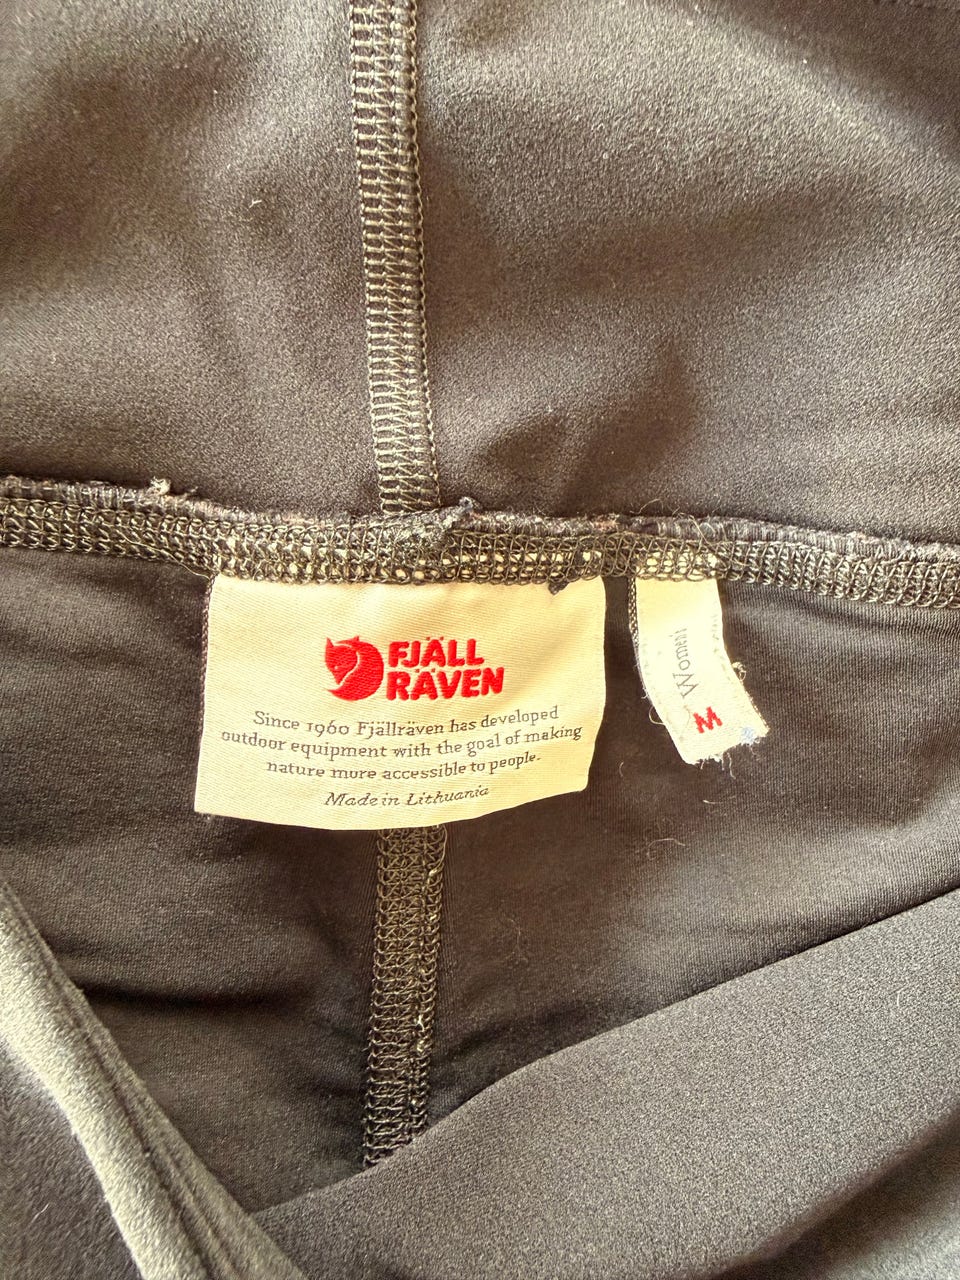 FJÄLL
RÄVEN
Since 1960 Fjällräven has developed
outdoor equipment with the goal of making
nature more accessible to people.
Made in Lithuania
Women's
M